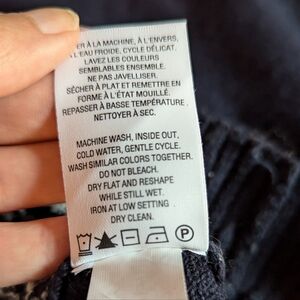 ER À LA MACHINE, À L'ENVERS,
L'EAU FROIDE, CYCLE DÉLICAT.
LAVEZ LES COULEURS
SEMBLABLES ENSEMBLE.
NE PAS JAVELLISER.
SÉCHER À PLAT ET REMETTRE EN
FORME À L'ÉTAT MOUILLÉ.
REPASSER À BASSE TEMPÉRATURE.
NETTOYER À SEC.
MACHINE WASH, INSIDE OUT,
COLD WATER, GENTLE CYCLE.
WASH SIMILAR COLORS TOGETHER.
DO NOT BLEACH.
DRY FLAT AND RESHAPE
WHILE STILL WET.
IRON AT LOW SETTING.
DRY CLEAN.
P